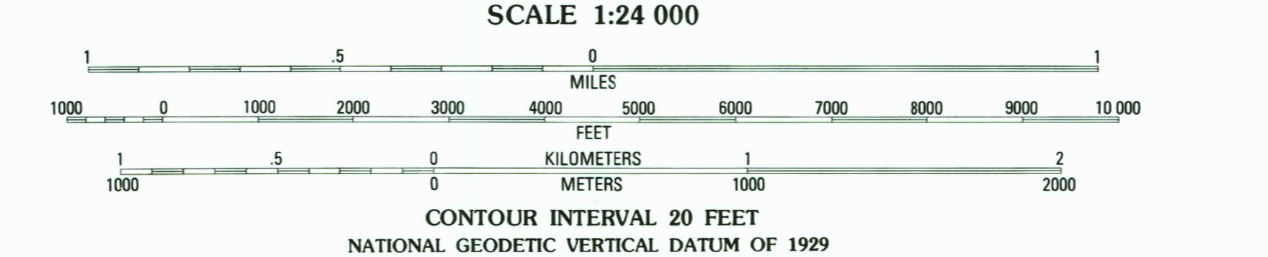 SCALE 1:24 000
1 .5 0 1
MILES
1000 0 1000 2000 3000 4000 5000 6000 7000 8000 9000 10 000
FEET
1 .5 0 KILOMETERS 1 2
1000 0 METERS 1000 2000
CONTOUR INTERVAL 20 FEET
NATIONAL GEODETIC VERTICAL DATUM OF 1929